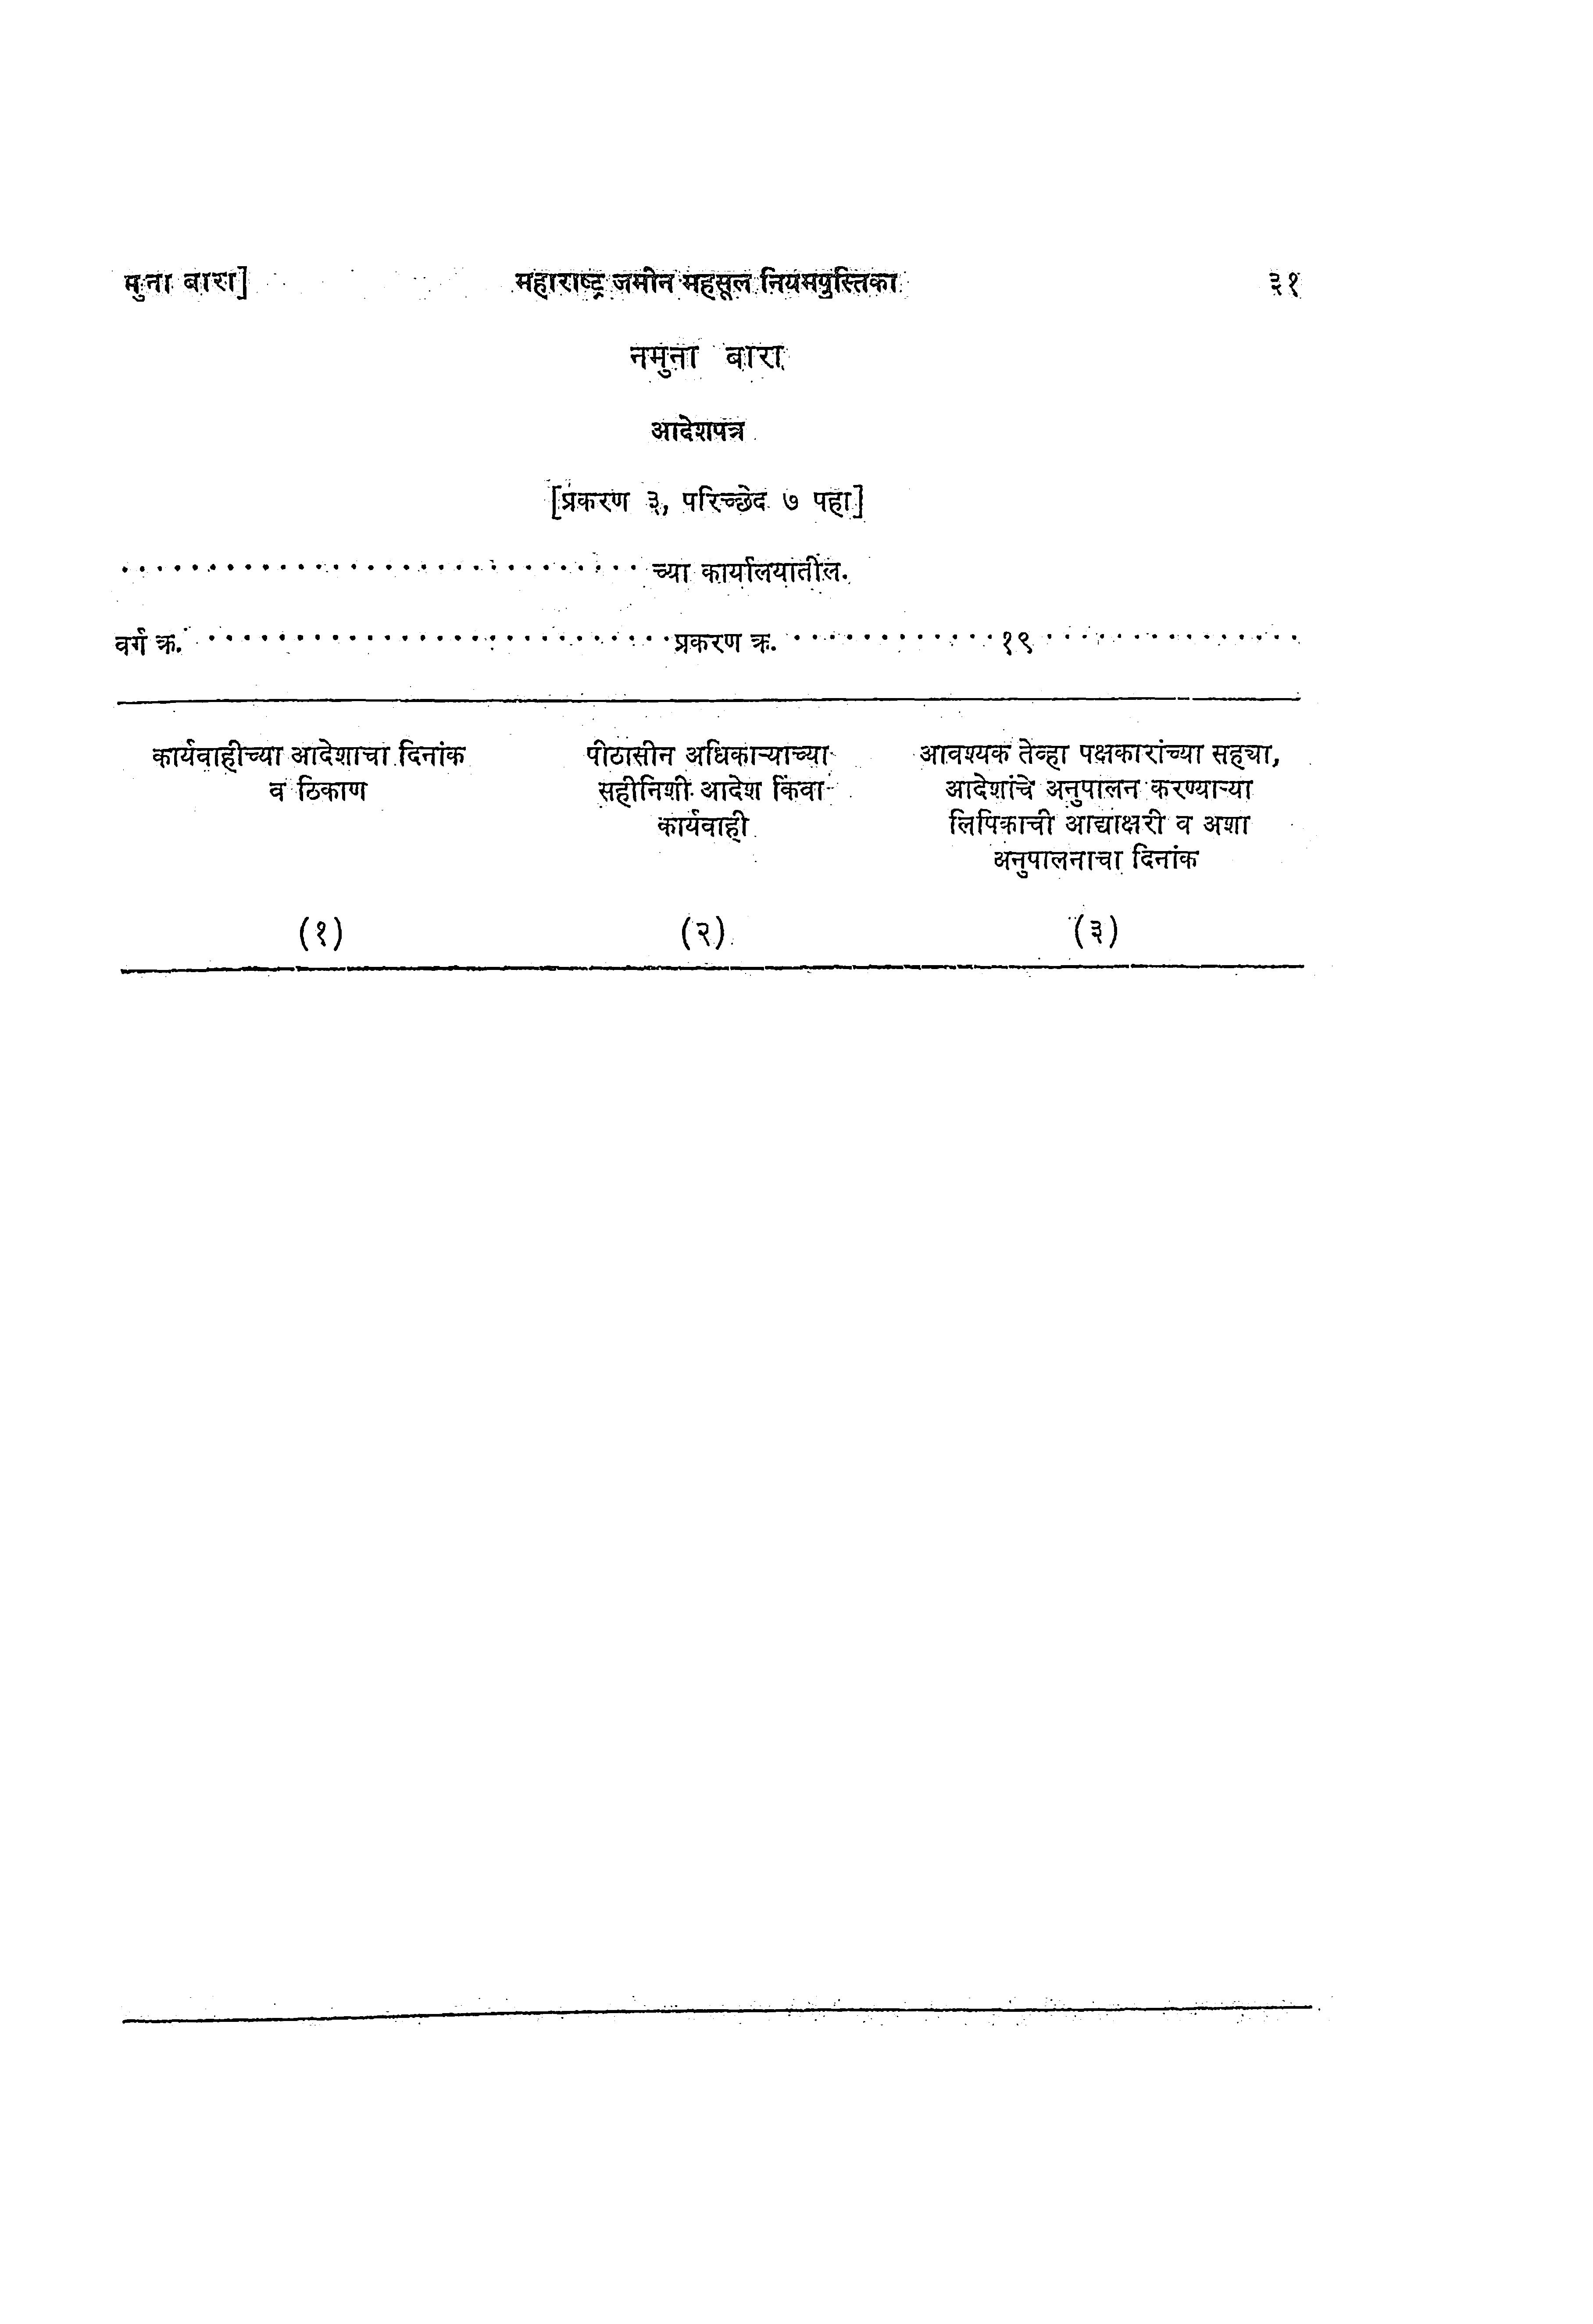 मुना बारा] महाराष्ट्र जमीन महसूल नियमपुस्तिका ३१
नमुना बारा
आदेशपत्र
[प्रकरण ३, परिच्छेद ७ पहा]
.............................. च्या कार्यालयातील.
वर्ग क्र. ............................ प्रकरण क्र. ............ १९ ...............
कार्यवाहीच्या आदेशाचा दिनांक
व ठिकाण
(१)
पीठासीन अधिकाऱ्याच्या
सहीनिशी आदेश किंवा
कार्यवाही
(२)
आवश्यक तेव्हा पक्षकारांच्या सह्या,
आदेशांचे अनुपालन करण्याऱ्या
लिपिकाची आद्याक्षरी व अशा
अनुपालनाचा दिनांक
(३)